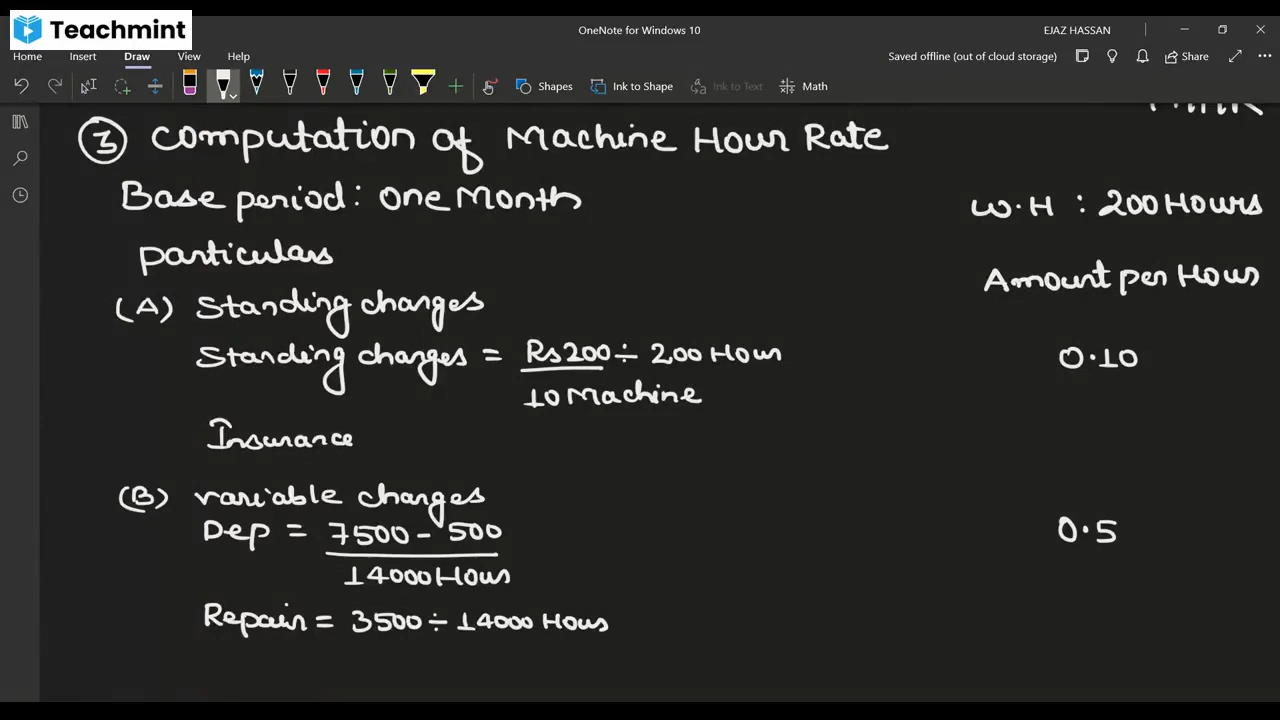 Teachmint
OneNote for Windows 10
EJAZ HASSAN
Home Insert Draw View Help
Saved offline (out of cloud storage)
Share
Shapes
Ink to Shape
Ink to Text
Math
③ Computation of Machine Hour Rate
Base period: One Month
W.H : 200 Hours
particulars
Amount per Hour
(A) Standing charges
Standing charges = Rs200 ÷ 200 Hour 0.10
10 Machine
Insurance
(B) variable charges
Dep = 7500 - 500 0.5
14000 Hours
Repair = 3500 ÷ 14000 Hours